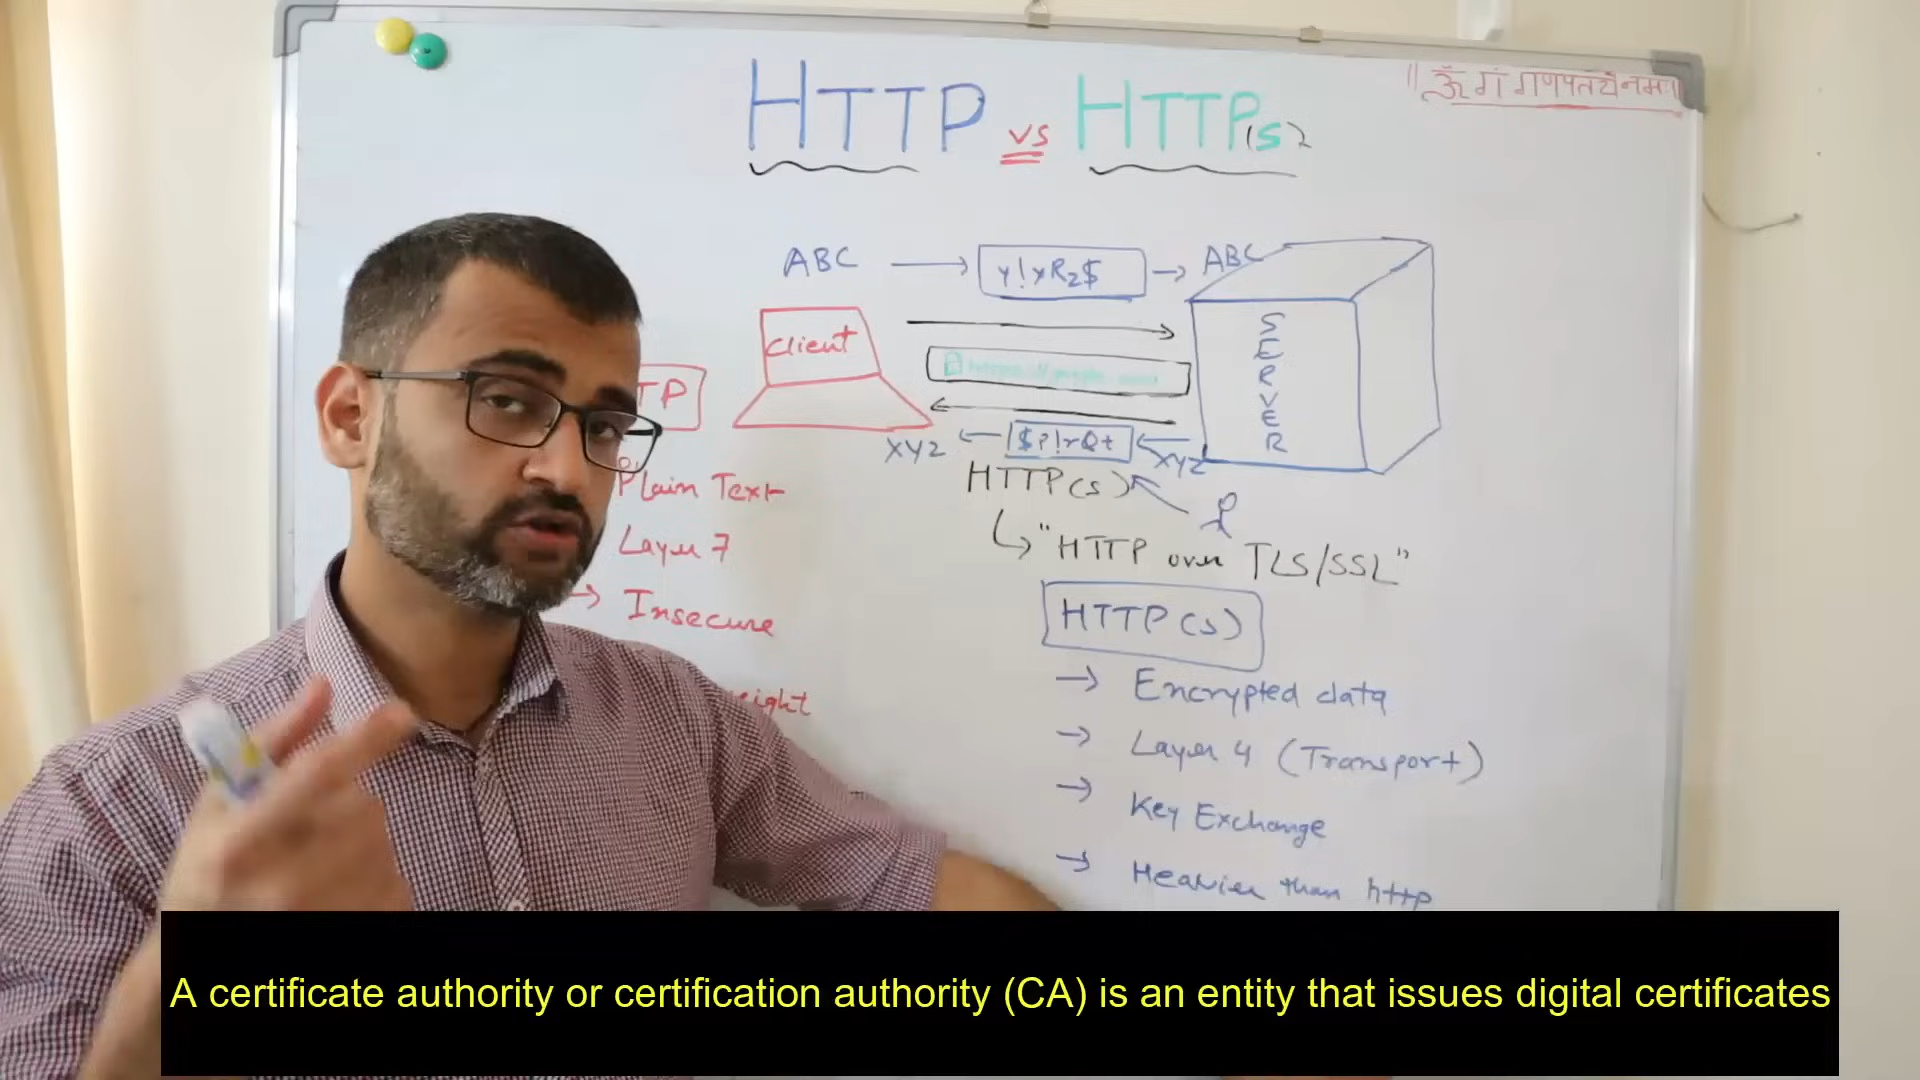 HTTP vs HTTP(s)
॥ ॐ गं गणपतये नमः॥
ABC → y!xR2$ → ABC
client
SERVER
XYZ ← $?!rQt ← XYZ
HTTP(s)
↳ "HTTP over TLS/SSL"
TP
Plain Text
Layer 7
→ Insecure
eight
HTTP(s)
→ Encrypted data
→ Layer 4 (Transport)
→ Key Exchange
→ Heavier than http
A certificate authority or certification authority (CA) is an entity that issues digital certificates